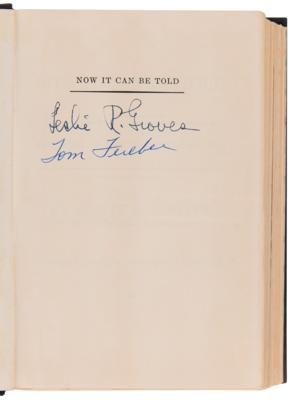 NOW IT CAN BE TOLD
Leslie R. Groves
Tom Ferebee